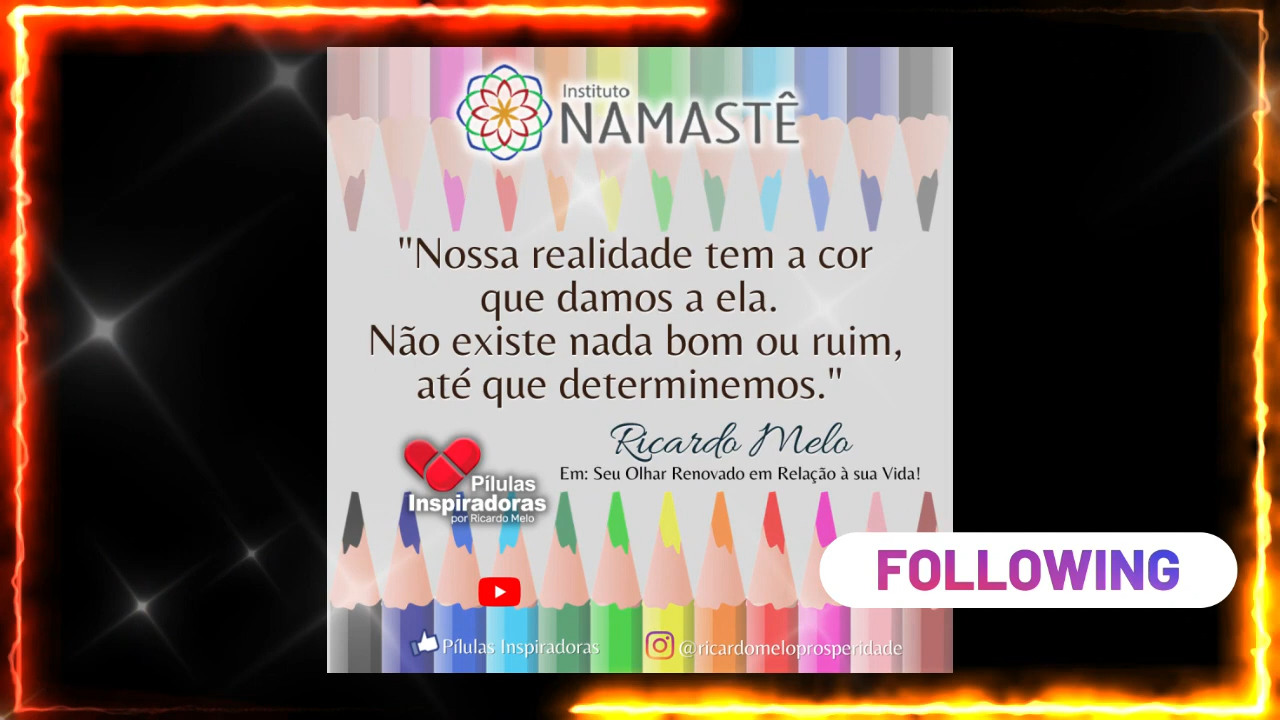 Instituto
NAMASTÊ
"Nossa realidade tem a cor
que damos a ela.
Não existe nada bom ou ruim,
até que determinemos."
Ricardo Melo
Em: Seu Olhar Renovado em Relação à sua Vida!
Pílulas
Inspiradoras
por Ricardo Melo
FOLLOWING
Pílulas Inspiradoras
@ricardomeloprosperidade